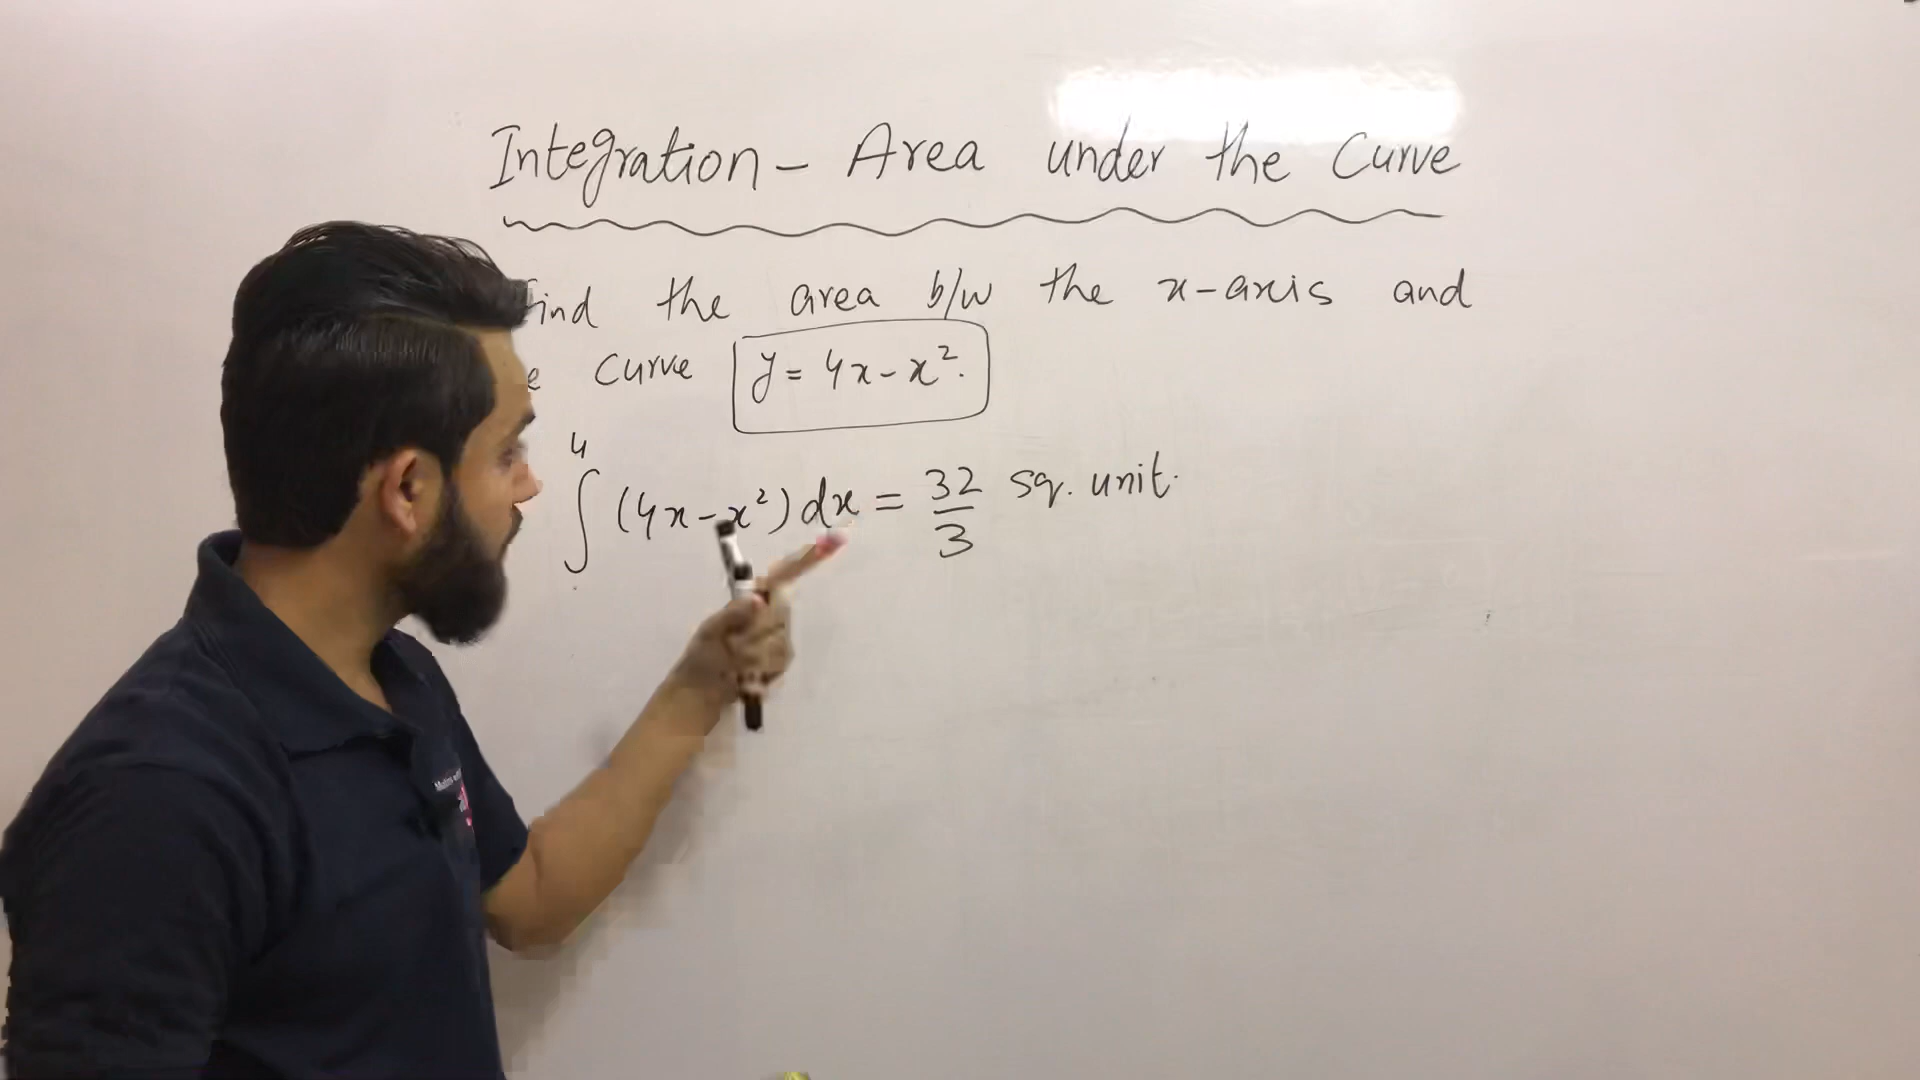 Integration - Area under the Curve
find the area b/w the x-axis and
e curve y = 4x - x².
4
∫ (4x - x²) dx = 32/3 sq. unit.